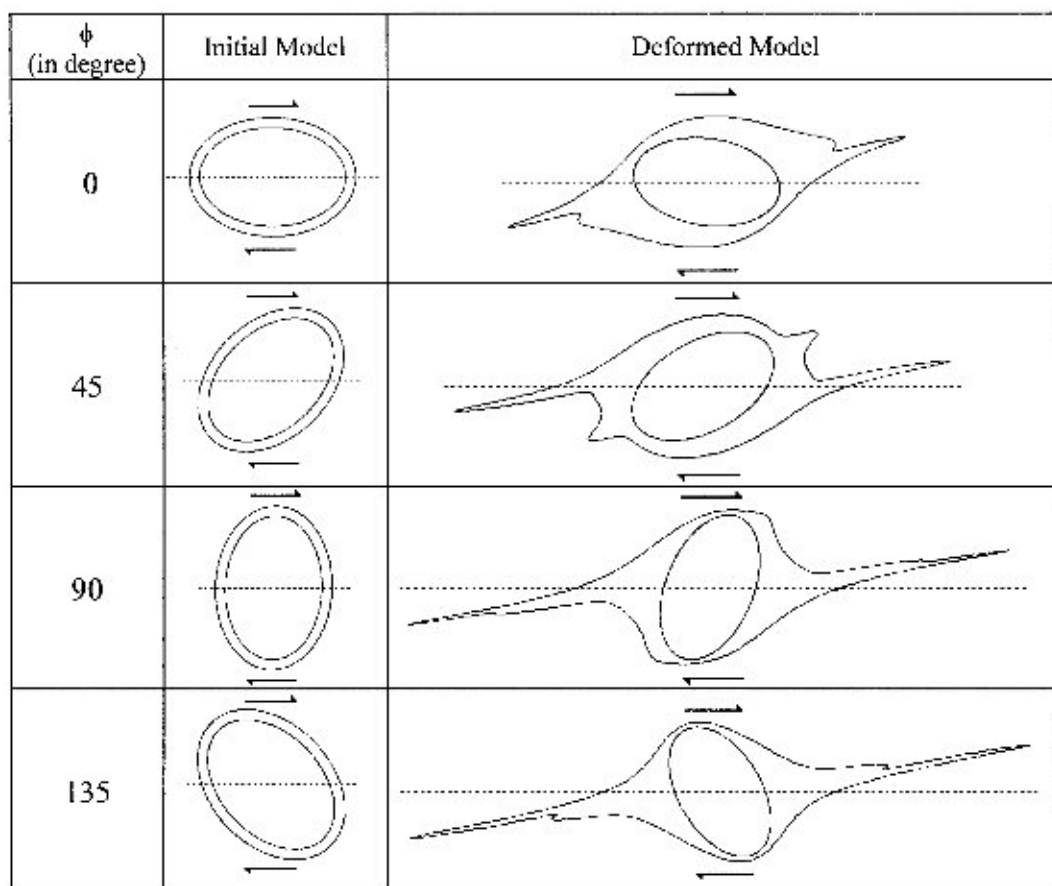 ϕ
(in degree)
Initial Model
Deformed Model
0
45
90
135